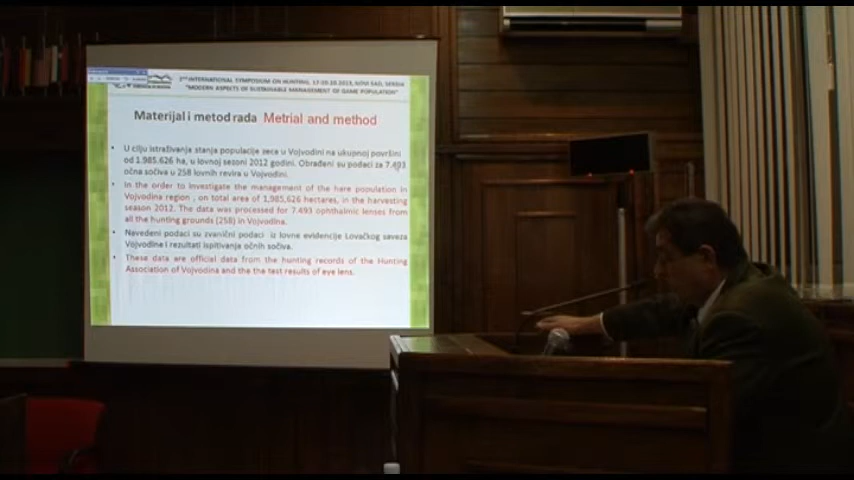 2nd INTERNATIONAL SYMPOSIUM ON HUNTING, 17-20.10.2013, NOVI SAD, SERBIA
"MODERN ASPECTS OF SUSTAINABLE MANAGEMENT OF GAME POPULATION"
Materijal i metod rada Metrial and method
U cilju istraživanja stanja populacije zeca u Vojvodini na ukupnoj površini
od 1.985.626 ha, u lovnoj sezoni 2012 godini. Obrađeni su podaci za 7.493
očna sočiva u 258 lovnih revira u Vojvodini.
In the order to investigate the management of the hare population in
Vojvodina region , on total area of 1,985,626 hectares, in the harvesting
season 2012. The data was processed for 7.493 ophthalmic lenses from
all the hunting grounds (258) in Vojvodina.
Navedeni podaci su zvanični podaci iz lovne evidencije Lovačkog saveza
Vojvodine i rezultati ispitivanja očnih sočiva.
These data are official data from the hunting records of the Hunting
Association of Vojvodina and the the test results of eye lens.